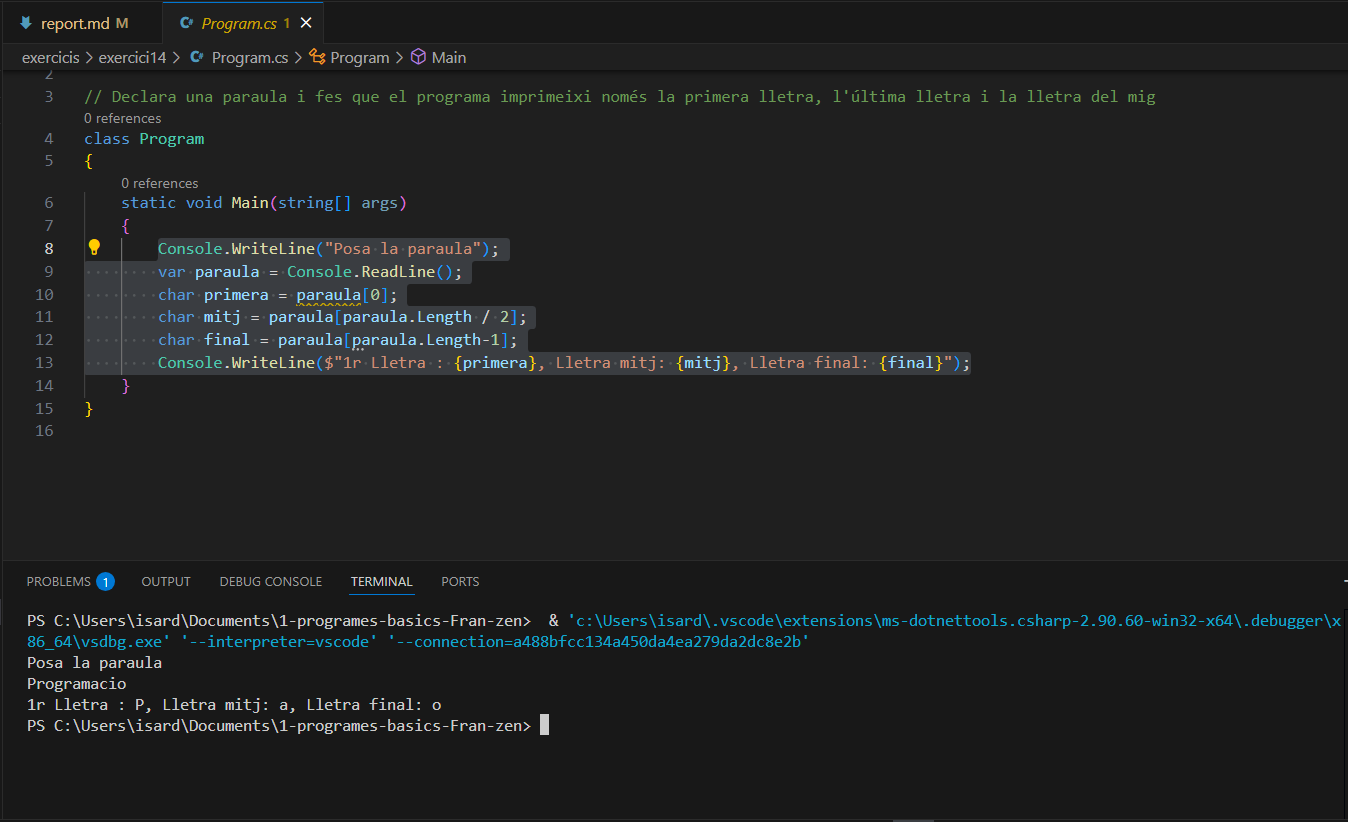 report.md M Program.cs 1
exercicis > exercici14 > Program.cs > Program > Main
2
3 // Declara una paraula i fes que el programa imprimeixi només la primera lletra, l'última lletra i la lletra del mig
0 references
4 class Program
5 {
0 references
6 static void Main(string[] args)
7 {
8 Console.WriteLine("Posa la paraula");
9 var paraula = Console.ReadLine();
10 char primera = paraula[0];
11 char mitj = paraula[paraula.Length / 2];
12 char final = paraula[paraula.Length-1];
13 Console.WriteLine($"1r Lletra : {primera}, Lletra mitj: {mitj}, Lletra final: {final}");
14 }
15 }
16
PROBLEMS 1 OUTPUT DEBUG CONSOLE TERMINAL PORTS
PS C:\Users\isard\Documents\1-programes-basics-Fran-zen>  & 'c:\Users\isard\.vscode\extensions\ms-dotnettools.csharp-2.90.60-win32-x64\.debugger\x
86_64\vsdbg.exe' '--interpreter=vscode' '--connection=a488bfcc134a450da4ea279da2dc8e2b'
Posa la paraula
Programacio
1r Lletra : P, Lletra mitj: a, Lletra final: o
PS C:\Users\isard\Documents\1-programes-basics-Fran-zen>